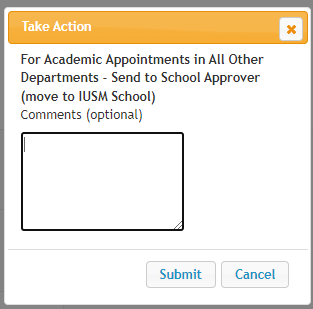 Take Action
For Academic Appointments in All Other
Departments - Send to School Approver
(move to IUSM School)
Comments (optional)
Submit Cancel